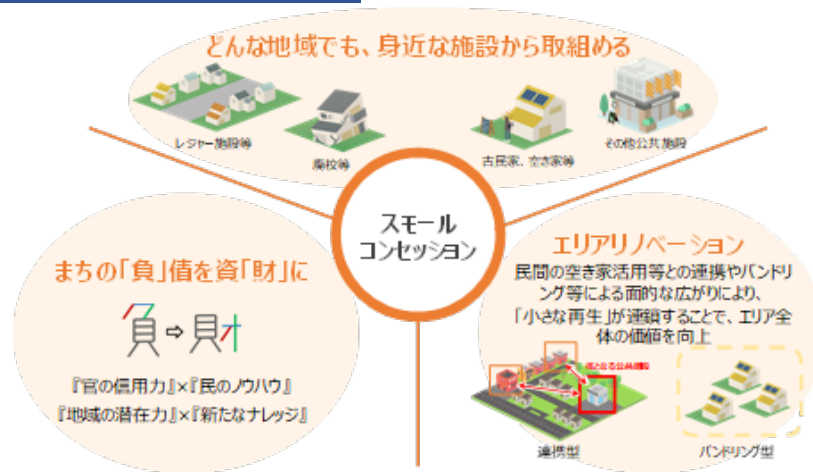 どんな地域でも、身近な施設から取組める
レジャー施設等
廃校等
古民家、空き家等
その他公共施設
スモール
コンセッション
まちの「負」債を資「財」に
負⇨財
『官の信用力』×『民のノウハウ』
『地域の潜在力』×『新たなナレッジ』
エリアリノベーション
民間の空き家活用等との連携やバンドリ
ング等による面的な広がりにより、
「小さな再生」が連鎖することで、エリア全
体の価値を向上
核となる公共施設
連携型
バンドリング型